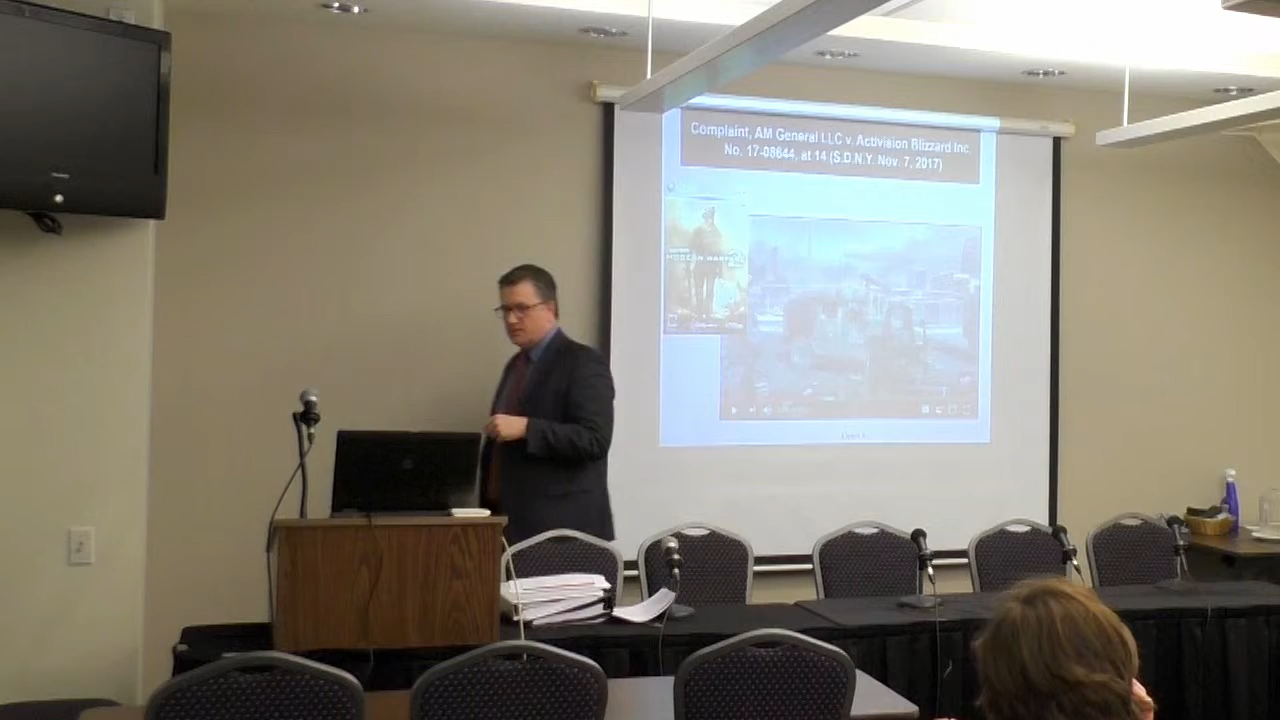 Complaint, AM General LLC v. Activision Blizzard Inc.
No. 17-08644, at 14 (S.D.N.Y. Nov. 7, 2017)
MODERN WARFARE